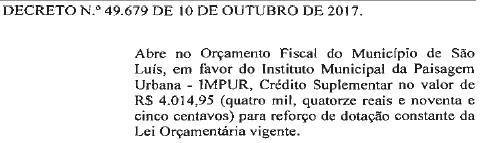 DECRETO N.º 49.679 DE 10 DE OUTUBRO DE 2017.
Abre no Orçamento Fiscal do Município de São
Luís, em favor do Instituto Municipal da Paisagem
Urbana - IMPUR, Crédito Suplementar no valor de
R$ 4.014,95 (quatro mil, quatorze reais e noventa e
cinco centavos) para reforço de dotação constante da
Lei Orçamentária vigente.